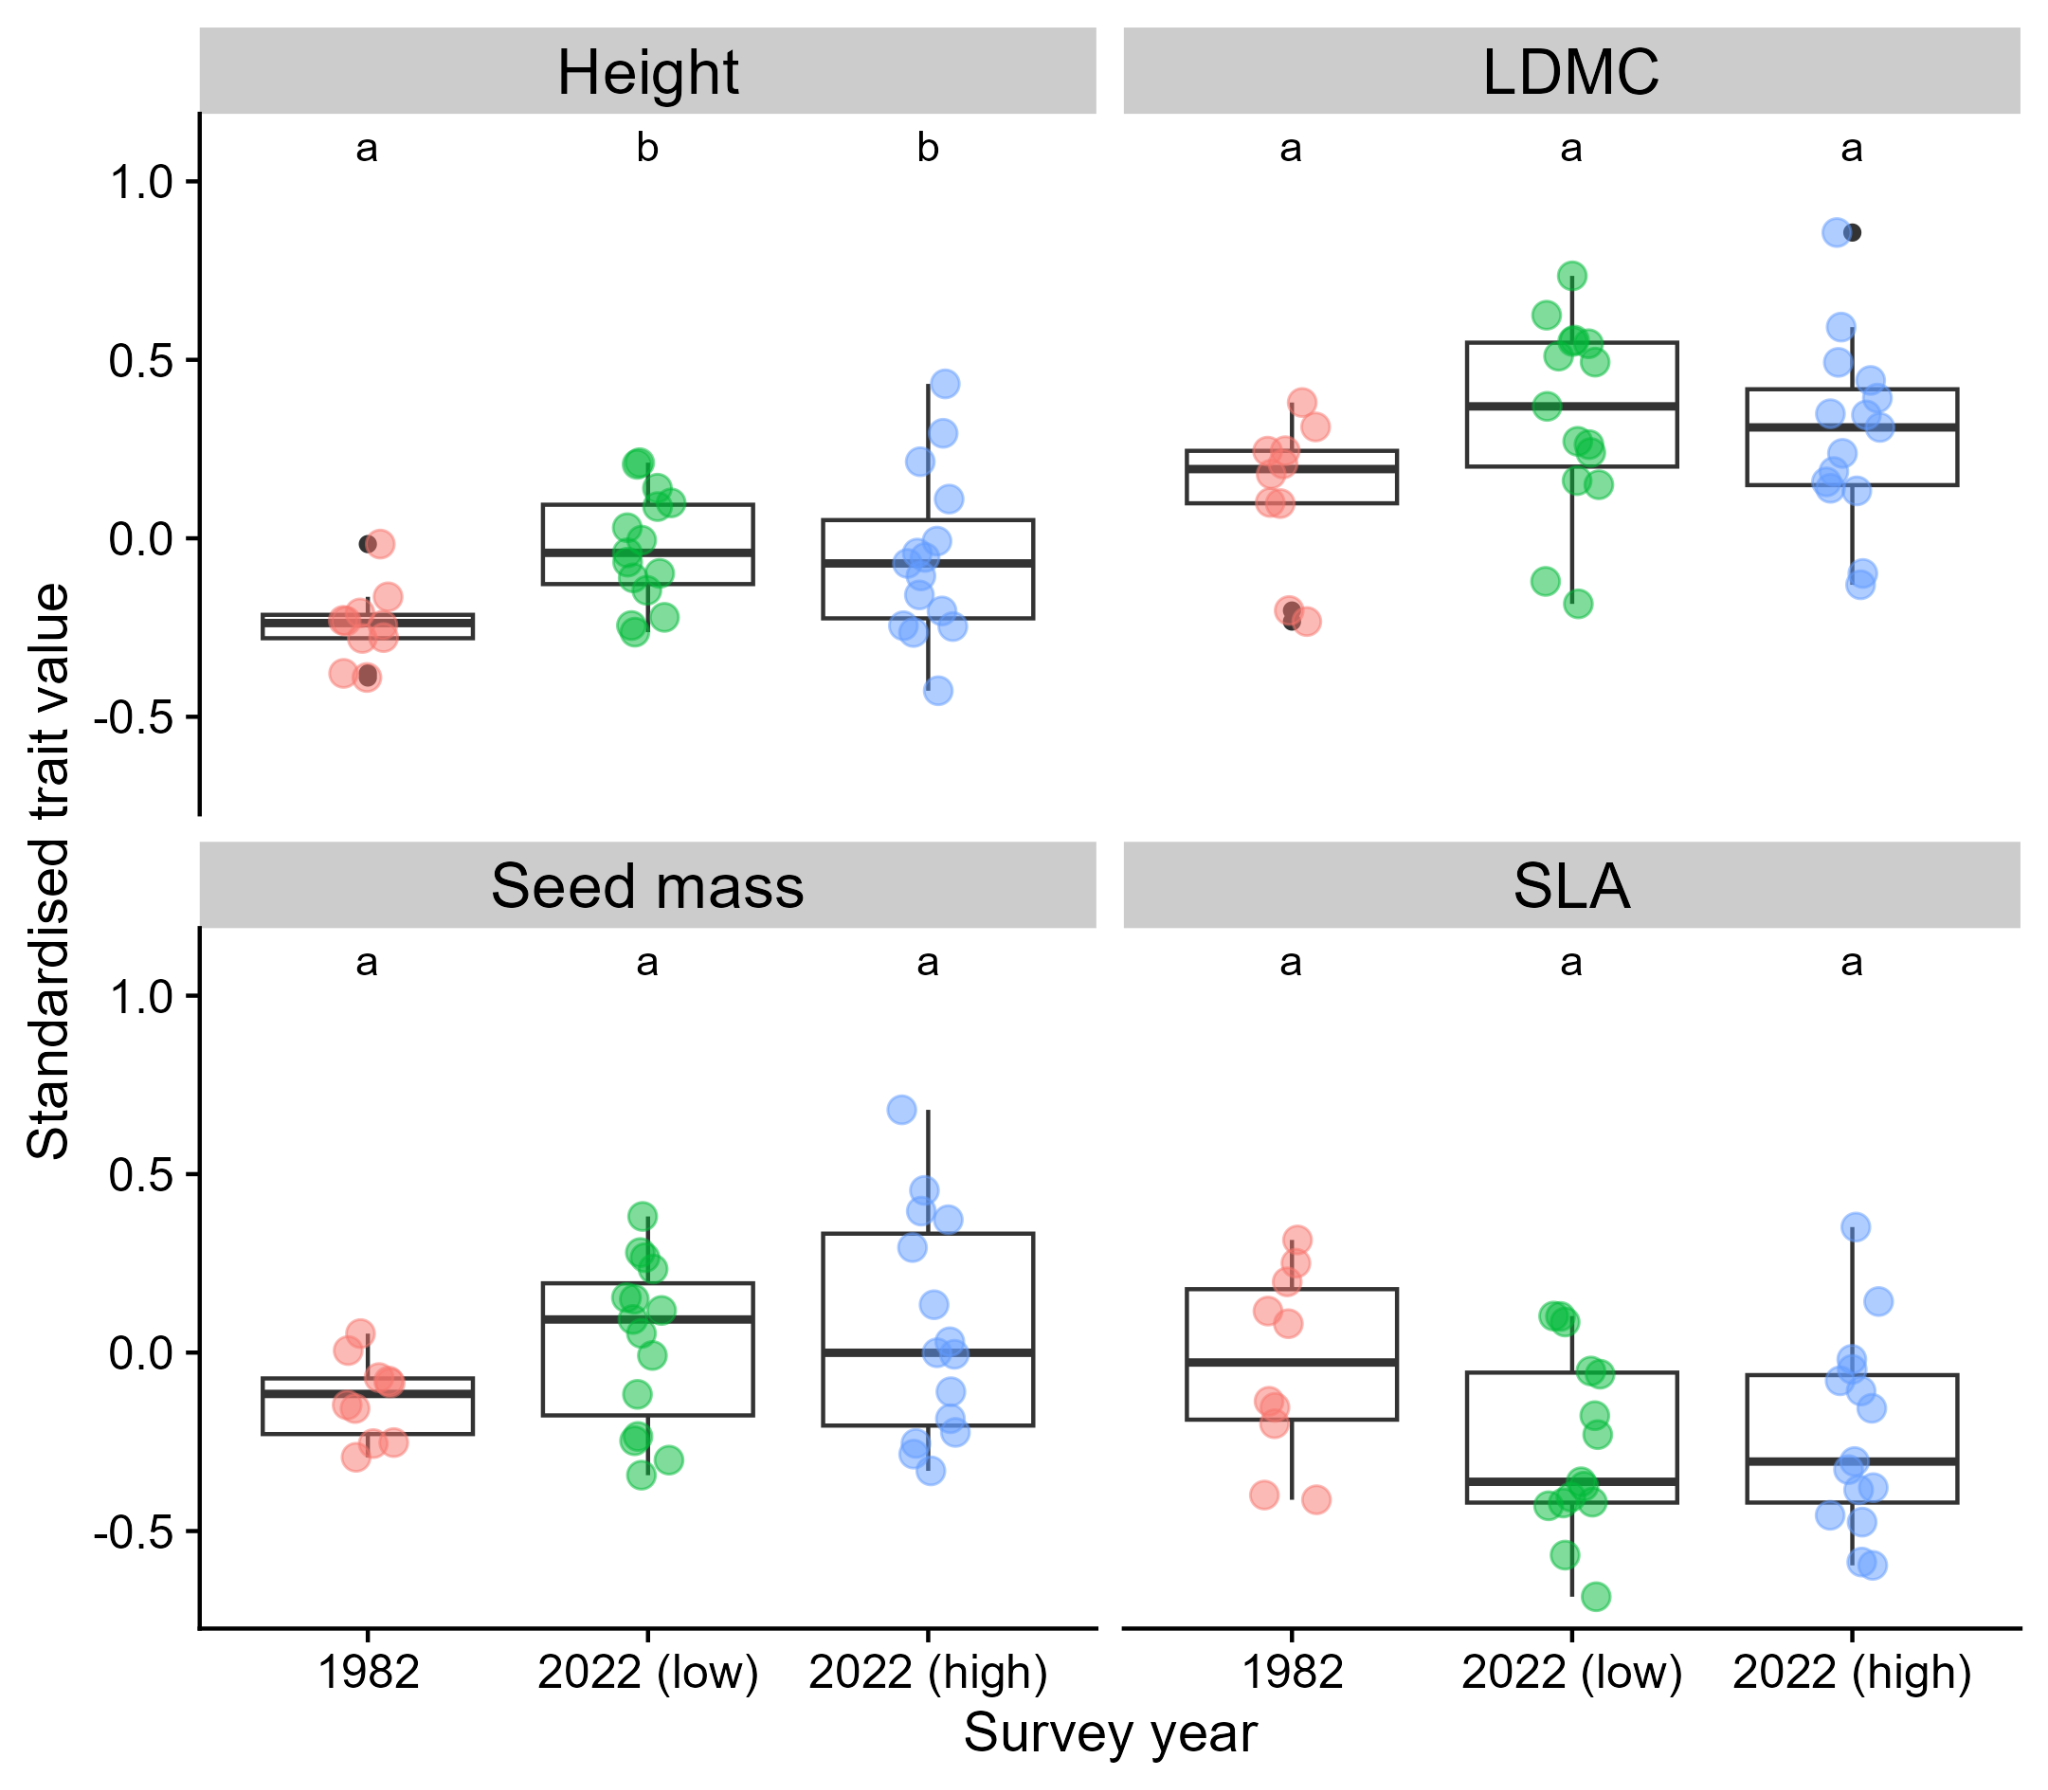 Height
LDMC
a b b
a a a
1.0
0.5
0.0
-0.5
Standardised trait value
Seed mass
SLA
a a a
a a a
1.0
0.5
0.0
-0.5
1982 2022 (low) 2022 (high)
1982 2022 (low) 2022 (high)
Survey year